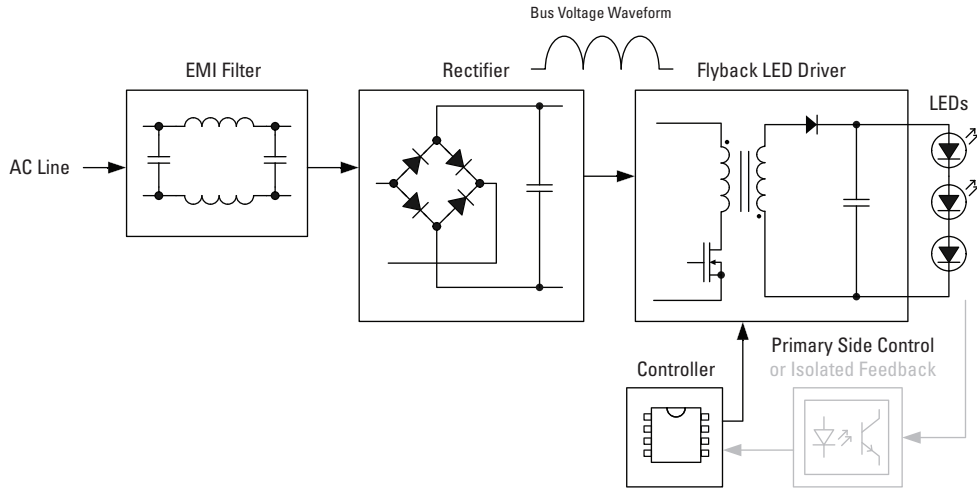 Bus Voltage Waveform
EMI Filter
Rectifier
Flyback LED Driver
LEDs
AC Line
Primary Side Control
or Isolated Feedback
Controller